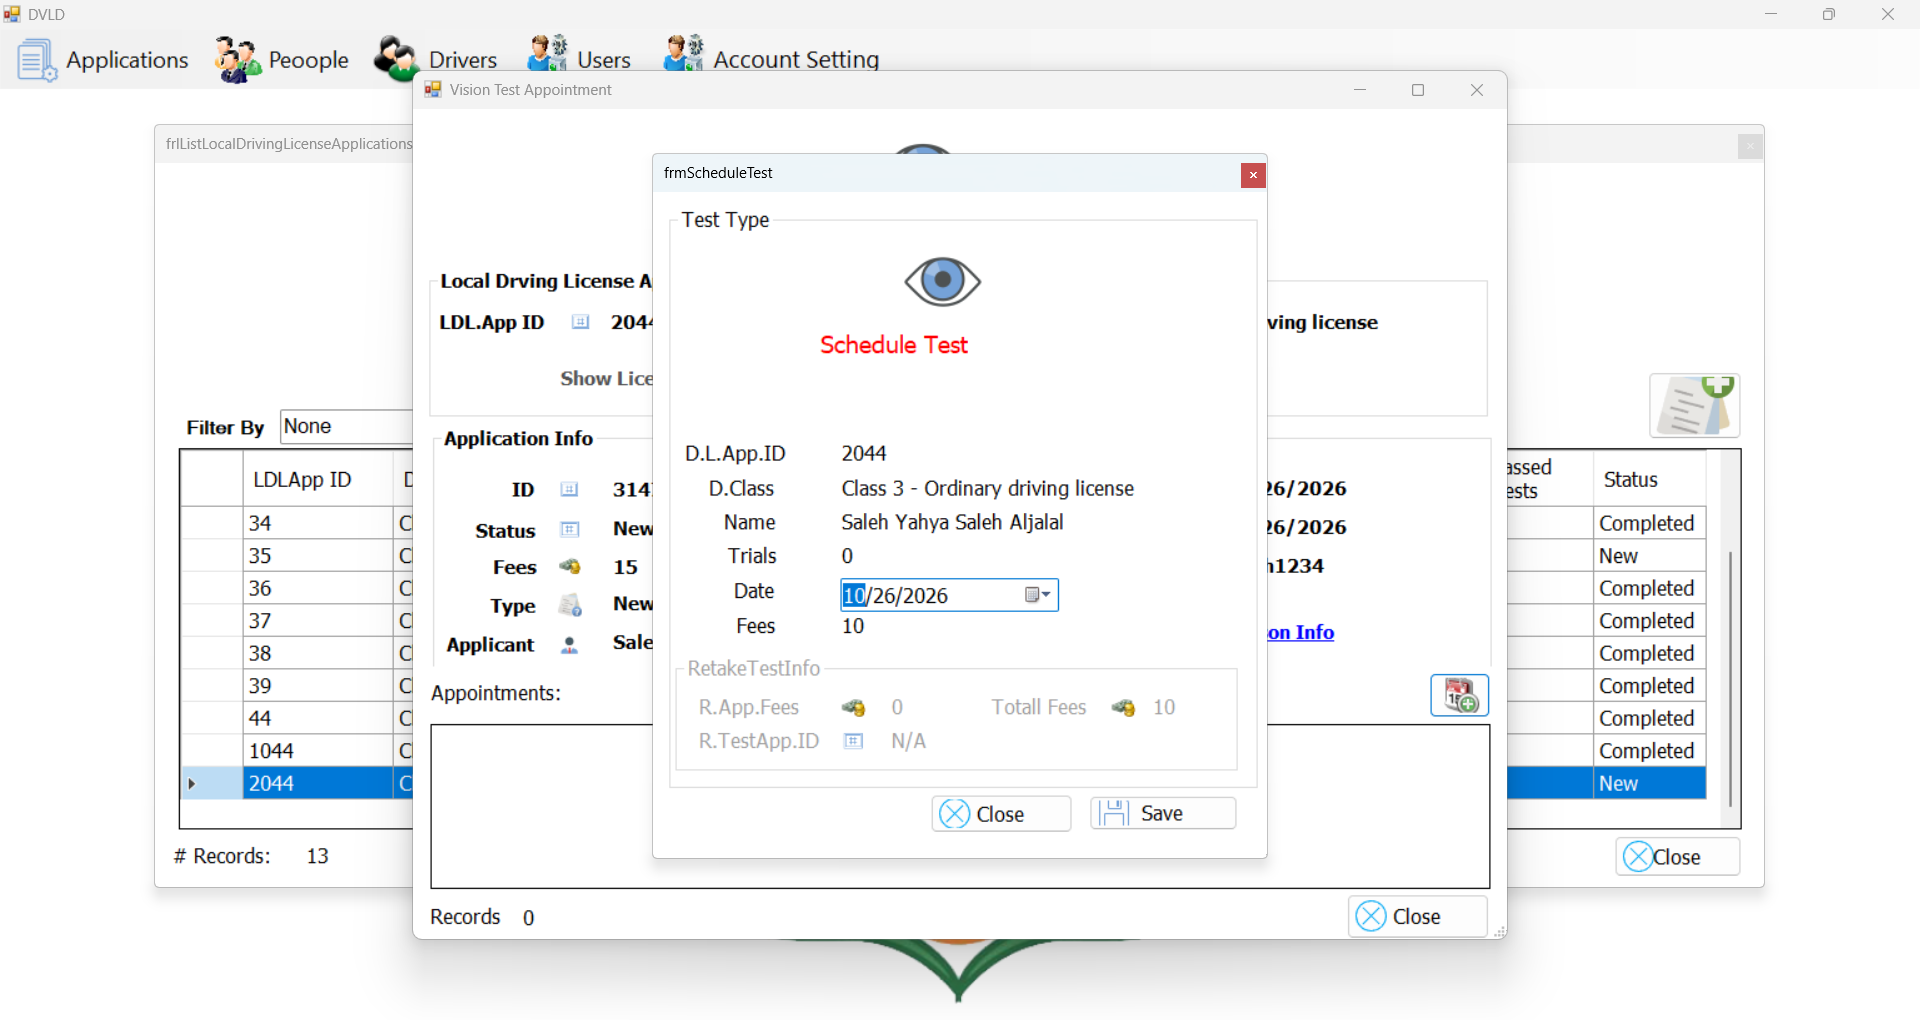 DVLD
Applications
Peoople
Drivers
Users
Account Setting
frlListLocalDrivingLicenseApplications
Filter By
None
LDLApp ID
Status
34
Completed
35
New
36
Completed
37
Completed
38
Completed
39
Completed
44
Completed
1044
Completed
2044
New
# Records:
13
Close
Vision Test Appointment
Local Drving License A
LDL.App ID
2044
ving license
Show Lice
Application Info
ID
314
26/2026
Status
New
26/2026
Fees
15
1234
Type
New
Applicant
Sale
on Info
Appointments:
Records
0
Close
frmScheduleTest
Test Type
Schedule Test
D.L.App.ID
2044
D.Class
Class 3 - Ordinary driving license
Name
Saleh Yahya Saleh Aljalal
Trials
0
Date
10/26/2026
Fees
10
RetakeTestInfo
R.App.Fees
0
Totall Fees
10
R.TestApp.ID
N/A
Close
Save